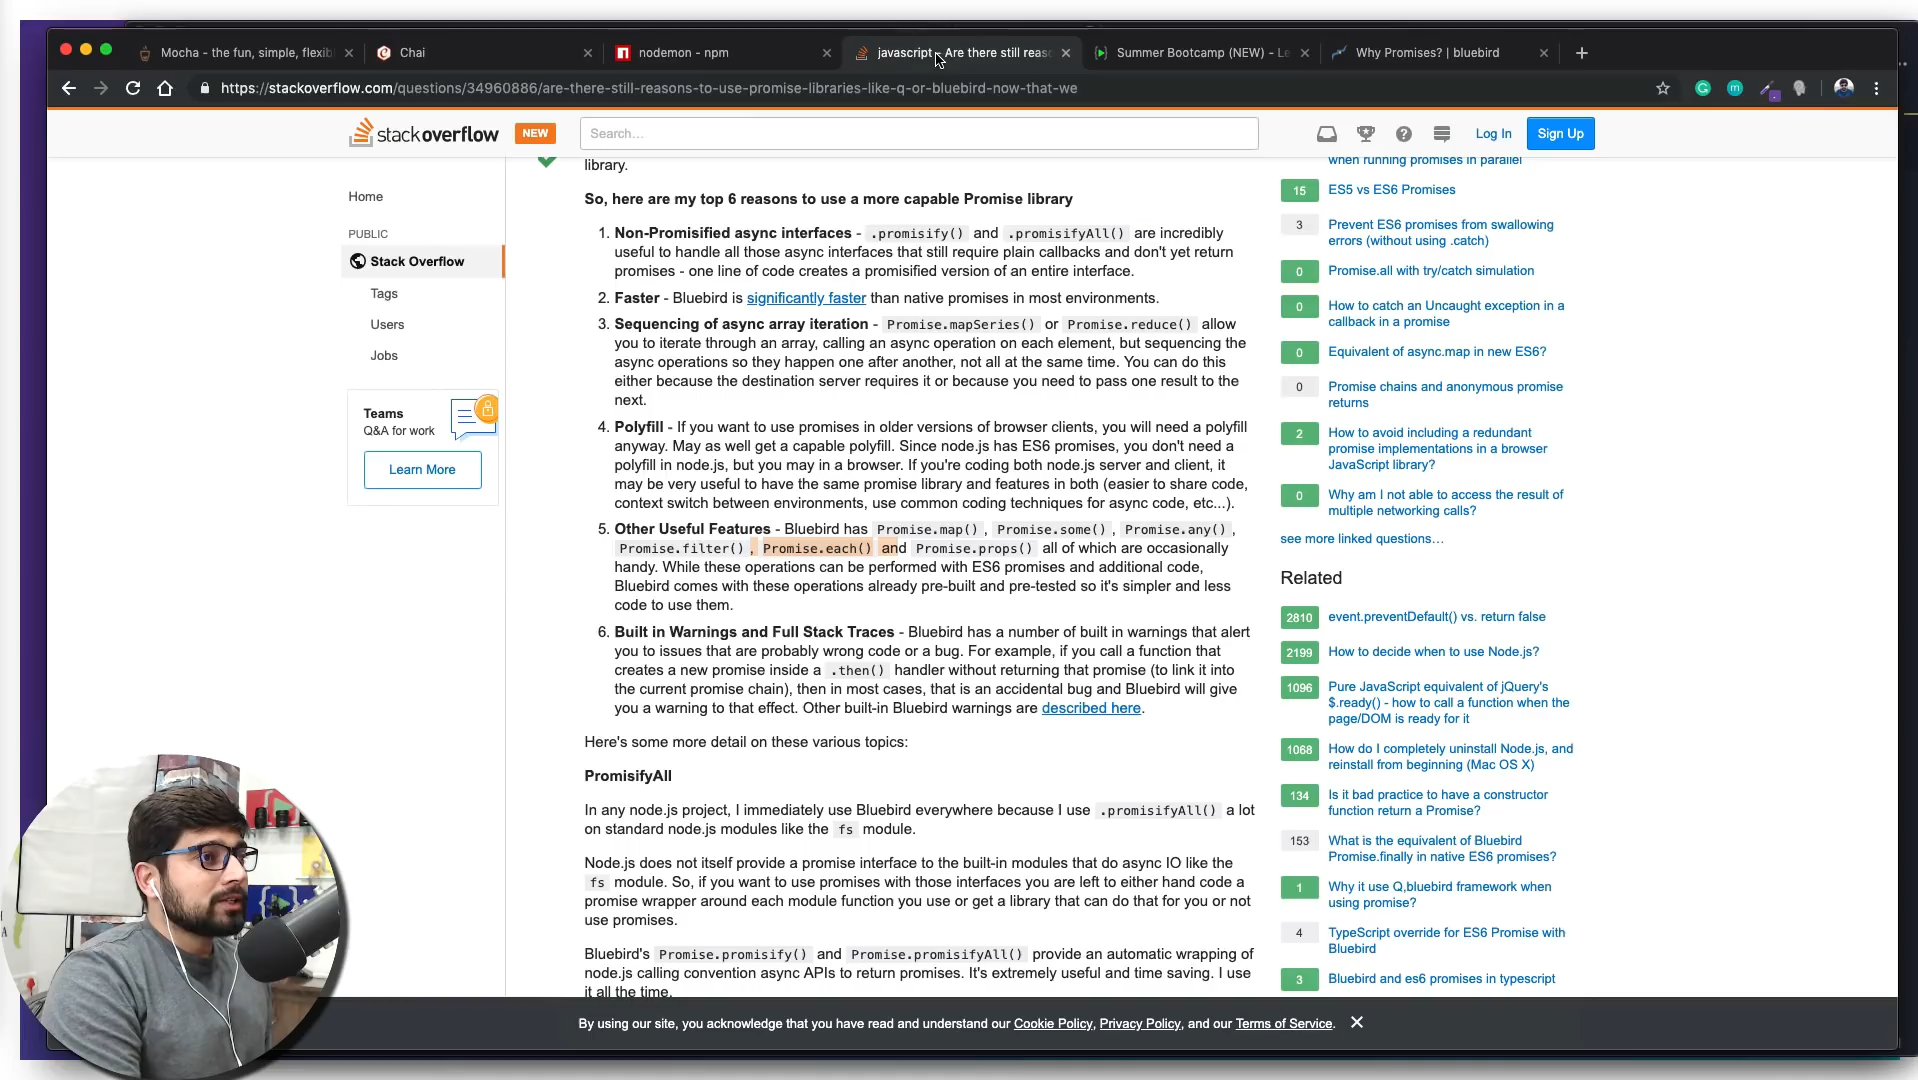 Mocha - the fun, simple, flexib
Chai
nodemon - npm
javascript - Are there still reaso
Summer Bootcamp (NEW) - Le
Why Promises? | bluebird
https://stackoverflow.com/questions/34960886/are-there-still-reasons-to-use-promise-libraries-like-q-or-bluebird-now-that-we
stackoverflow
NEW
Search…
Log In
Sign Up
Home
PUBLIC
Stack Overflow
Tags
Users
Jobs
Teams
Q&A for work
Learn More
library.
So, here are my top 6 reasons to use a more capable Promise library
1. Non-Promisified async interfaces - .promisify() and .promisifyAll() are incredibly
useful to handle all those async interfaces that still require plain callbacks and don't yet return
promises - one line of code creates a promisified version of an entire interface.
2. Faster - Bluebird is significantly faster than native promises in most environments.
3. Sequencing of async array iteration - Promise.mapSeries() or Promise.reduce() allow
you to iterate through an array, calling an async operation on each element, but sequencing the
async operations so they happen one after another, not all at the same time. You can do this
either because the destination server requires it or because you need to pass one result to the
next.
4. Polyfill - If you want to use promises in older versions of browser clients, you will need a polyfill
anyway. May as well get a capable polyfill. Since node.js has ES6 promises, you don't need a
polyfill in node.js, but you may in a browser. If you're coding both node.js server and client, it
may be very useful to have the same promise library and features in both (easier to share code,
context switch between environments, use common coding techniques for async code, etc...).
5. Other Useful Features - Bluebird has Promise.map() , Promise.some() , Promise.any() ,
Promise.filter() , Promise.each() and Promise.props() all of which are occasionally
handy. While these operations can be performed with ES6 promises and additional code,
Bluebird comes with these operations already pre-built and pre-tested so it's simpler and less
code to use them.
6. Built in Warnings and Full Stack Traces - Bluebird has a number of built in warnings that alert
you to issues that are probably wrong code or a bug. For example, if you call a function that
creates a new promise inside a .then() handler without returning that promise (to link it into
the current promise chain), then in most cases, that is an accidental bug and Bluebird will give
you a warning to that effect. Other built-in Bluebird warnings are described here.
Here's some more detail on these various topics:
PromisifyAll
In any node.js project, I immediately use Bluebird everywhere because I use .promisifyAll() a lot
on standard node.js modules like the fs module.
Node.js does not itself provide a promise interface to the built-in modules that do async IO like the
fs module. So, if you want to use promises with those interfaces you are left to either hand code a
promise wrapper around each module function you use or get a library that can do that for you or not
use promises.
Bluebird's Promise.promisify() and Promise.promisifyAll() provide an automatic wrapping of
node.js calling convention async APIs to return promises. It's extremely useful and time saving. I use
it all the time.
when running promises in parallel
15 ES5 vs ES6 Promises
3 Prevent ES6 promises from swallowing
errors (without using .catch)
0 Promise.all with try/catch simulation
0 How to catch an Uncaught exception in a
callback in a promise
0 Equivalent of async.map in new ES6?
0 Promise chains and anonymous promise
returns
2 How to avoid including a redundant
promise implementations in a browser
JavaScript library?
0 Why am I not able to access the result of
multiple networking calls?
see more linked questions…
Related
2810 event.preventDefault() vs. return false
2199 How to decide when to use Node.js?
1096 Pure JavaScript equivalent of jQuery's
$.ready() - how to call a function when the
page/DOM is ready for it
1068 How do I completely uninstall Node.js, and
reinstall from beginning (Mac OS X)
134 Is it bad practice to have a constructor
function return a Promise?
153 What is the equivalent of Bluebird
Promise.finally in native ES6 promises?
1 Why it use Q,bluebird framework when
using promise?
4 TypeScript override for ES6 Promise with
Bluebird
3 Bluebird and es6 promises in typescript
By using our site, you acknowledge that you have read and understand our Cookie Policy, Privacy Policy, and our Terms of Service.